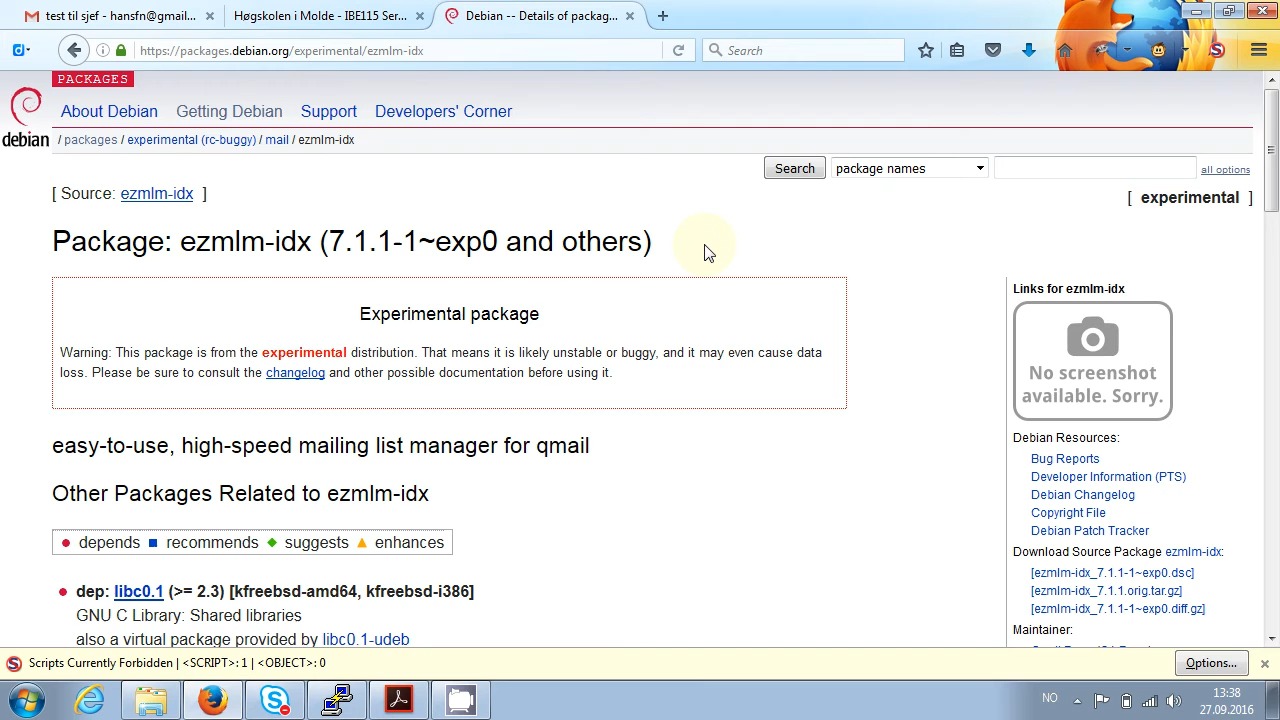 test til sjef - hansfn@gmail...
Høgskolen i Molde - IBE115 Ser...
Debian -- Details of packag...
https://packages.debian.org/experimental/ezmlm-idx
Search
PACKAGES
About Debian Getting Debian Support Developers' Corner
debian
/ packages / experimental (rc-buggy) / mail / ezmlm-idx
Search package names all options
[ Source: ezmlm-idx ]
[ experimental ]
Package: ezmlm-idx (7.1.1-1~exp0 and others)
Experimental package
Warning: This package is from the experimental distribution. That means it is likely unstable or buggy, and it may even cause data
loss. Please be sure to consult the changelog and other possible documentation before using it.
easy-to-use, high-speed mailing list manager for qmail
Other Packages Related to ezmlm-idx
depends recommends suggests enhances
dep: libc0.1 (>= 2.3) [kfreebsd-amd64, kfreebsd-i386]
GNU C Library: Shared libraries
also a virtual package provided by libc0.1-udeb
Links for ezmlm-idx
No screenshot
available. Sorry.
Debian Resources:
Bug Reports
Developer Information (PTS)
Debian Changelog
Copyright File
Debian Patch Tracker
Download Source Package ezmlm-idx:
[ezmlm-idx_7.1.1-1~exp0.dsc]
[ezmlm-idx_7.1.1.orig.tar.gz]
[ezmlm-idx_7.1.1-1~exp0.diff.gz]
Maintainer:
Scripts Currently Forbidden | <SCRIPT>: 1 | <OBJECT>: 0
Options...
NO
13:38
27.09.2016